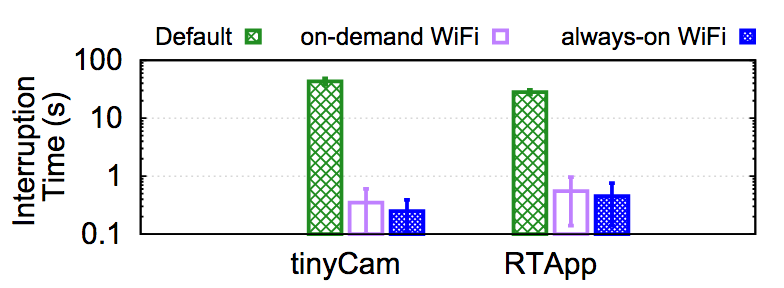 Default on-demand WiFi always-on WiFi
Interruption
Time (s)
100
10
1
0.1
tinyCam RTApp